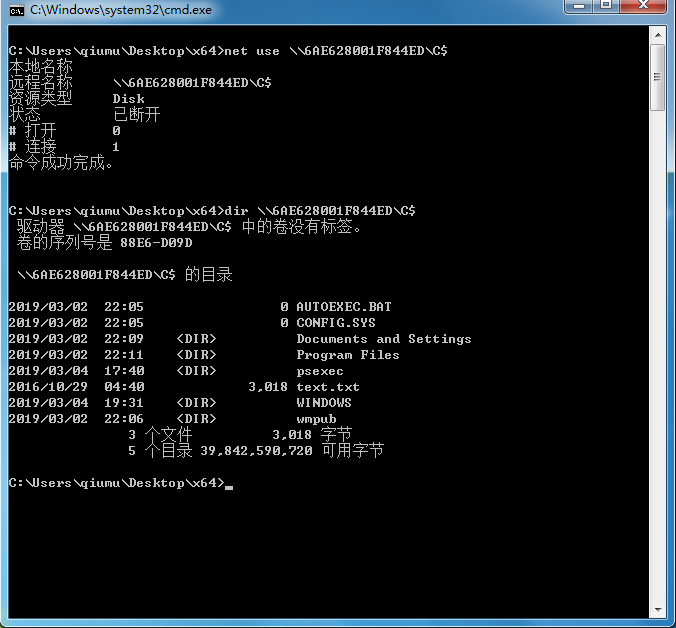 C:\Windows\system32\cmd.exe
C:\Users\qiumu\Desktop\x64>net use \\6AE628001F844ED\C$
本地名称
远程名称 \\6AE628001F844ED\C$
资源类型 Disk
状态 已断开
# 打开 0
# 连接 1
命令成功完成。
C:\Users\qiumu\Desktop\x64>dir \\6AE628001F844ED\C$
驱动器 \\6AE628001F844ED\C$ 中的卷没有标签。
卷的序列号是 88E6-D09D
\\6AE628001F844ED\C$ 的目录
2019/03/02 22:05 0 AUTOEXEC.BAT
2019/03/02 22:05 0 CONFIG.SYS
2019/03/02 22:09 <DIR> Documents and Settings
2019/03/02 22:11 <DIR> Program Files
2019/03/04 17:40 <DIR> psexec
2016/10/29 04:40 3,018 text.txt
2019/03/04 19:31 <DIR> WINDOWS
2019/03/02 22:06 <DIR> wmpub
3 个文件 3,018 字节
5 个目录 39,842,590,720 可用字节
C:\Users\qiumu\Desktop\x64>